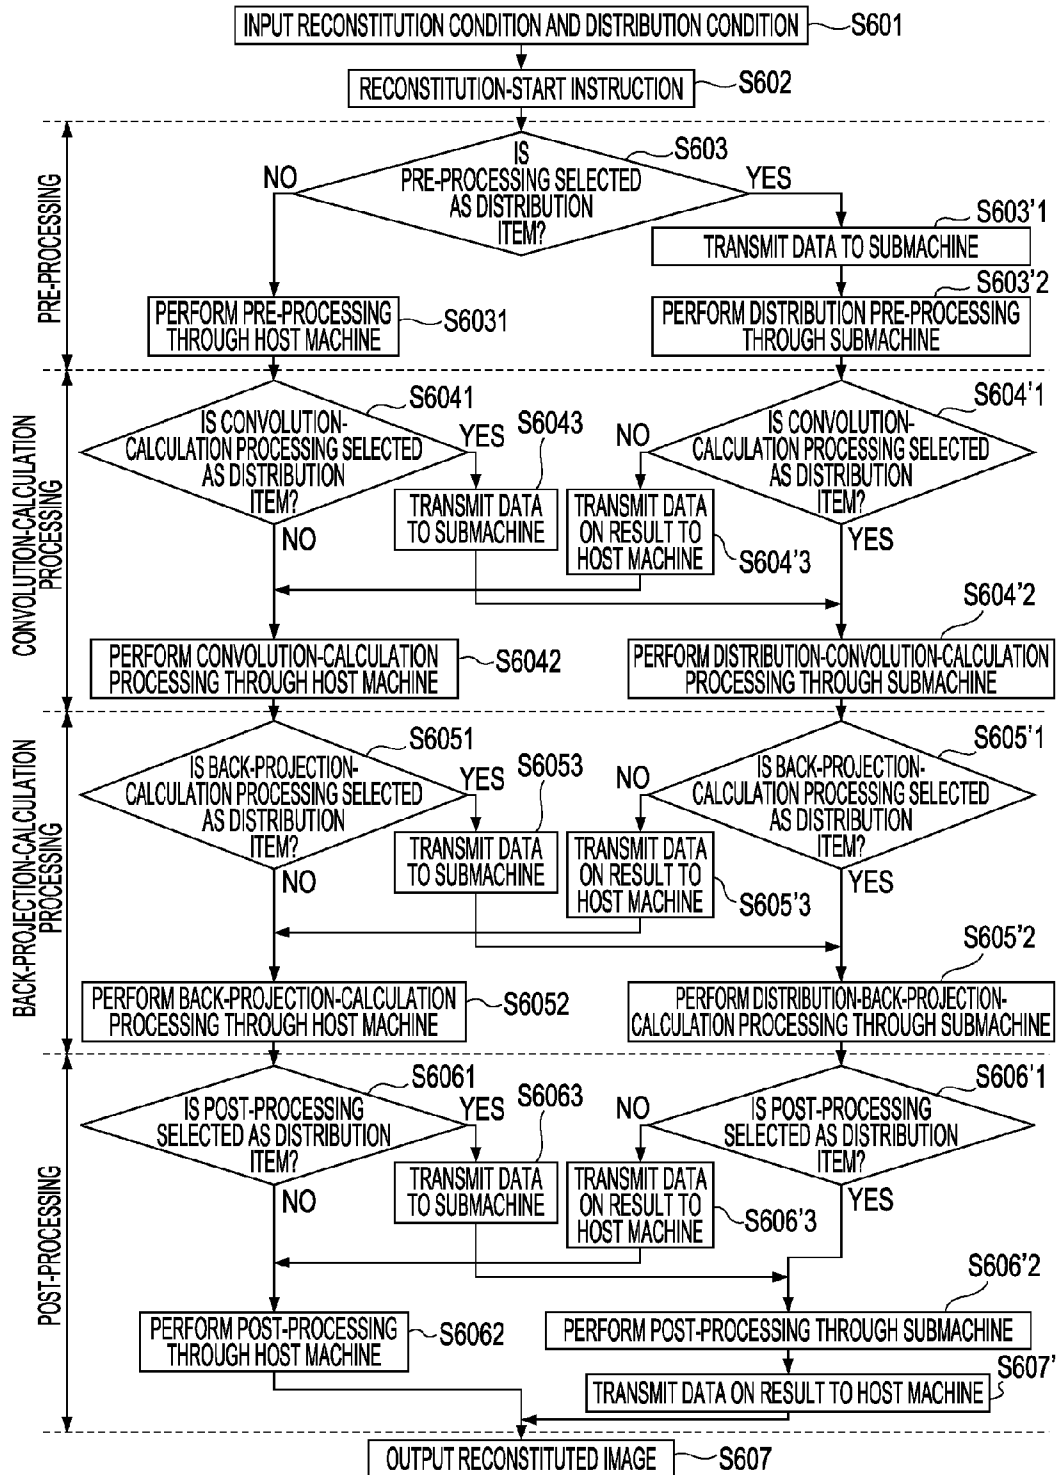 INPUT RECONSTITUTION CONDITION AND DISTRIBUTION CONDITION
S601
RECONSTITUTION-START INSTRUCTION
S602
PRE-PROCESSING
IS
PRE-PROCESSING SELECTED
AS DISTRIBUTION
ITEM?
S603
NO
YES
S603'1
TRANSMIT DATA TO SUBMACHINE
PERFORM PRE-PROCESSING
THROUGH HOST MACHINE
S6031
S603'2
PERFORM DISTRIBUTION PRE-PROCESSING
THROUGH SUBMACHINE
CONVOLUTION-CALCULATION
PROCESSING
S6041
IS CONVOLUTION-
CALCULATION PROCESSING SELECTED
AS DISTRIBUTION
ITEM?
YES
NO
S6043
TRANSMIT DATA
TO SUBMACHINE
S604'1
IS CONVOLUTION-
CALCULATION PROCESSING SELECTED
AS DISTRIBUTION
ITEM?
NO
YES
TRANSMIT DATA
ON RESULT TO
HOST MACHINE
S604'3
PERFORM CONVOLUTION-CALCULATION
PROCESSING THROUGH HOST MACHINE
S6042
S604'2
PERFORM DISTRIBUTION-CONVOLUTION-CALCULATION
PROCESSING THROUGH SUBMACHINE
BACK-PROJECTION-CALCULATION
PROCESSING
S6051
IS BACK-PROJECTION-
CALCULATION PROCESSING SELECTED
AS DISTRIBUTION
ITEM?
YES
NO
S6053
TRANSMIT DATA
TO SUBMACHINE
S605'1
IS BACK-PROJECTION-
CALCULATION PROCESSING SELECTED
AS DISTRIBUTION
ITEM?
NO
YES
TRANSMIT DATA
ON RESULT TO
HOST MACHINE
S605'3
PERFORM BACK-PROJECTION-CALCULATION
PROCESSING THROUGH HOST MACHINE
S6052
S605'2
PERFORM DISTRIBUTION-BACK-PROJECTION-
CALCULATION PROCESSING THROUGH SUBMACHINE
POST-PROCESSING
S6061
IS POST-PROCESSING
SELECTED AS DISTRIBUTION
ITEM?
YES
NO
S6063
TRANSMIT DATA
TO SUBMACHINE
S606'1
IS POST-PROCESSING
SELECTED AS DISTRIBUTION
ITEM?
NO
YES
TRANSMIT DATA
ON RESULT TO
HOST MACHINE
S606'3
PERFORM POST-PROCESSING
THROUGH HOST MACHINE
S6062
S606'2
PERFORM POST-PROCESSING THROUGH SUBMACHINE
S607'
TRANSMIT DATA ON RESULT TO HOST MACHINE
OUTPUT RECONSTITUTED IMAGE
S607